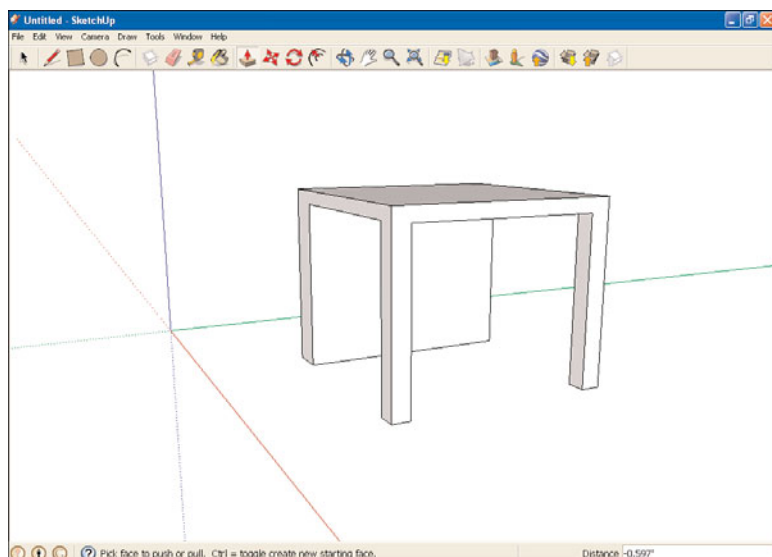 Untitled - SketchUp
File Edit View Camera Draw Tools Window Help
Pick face to push or pull. Ctrl = toggle create new starting face.
Distance -0.597"